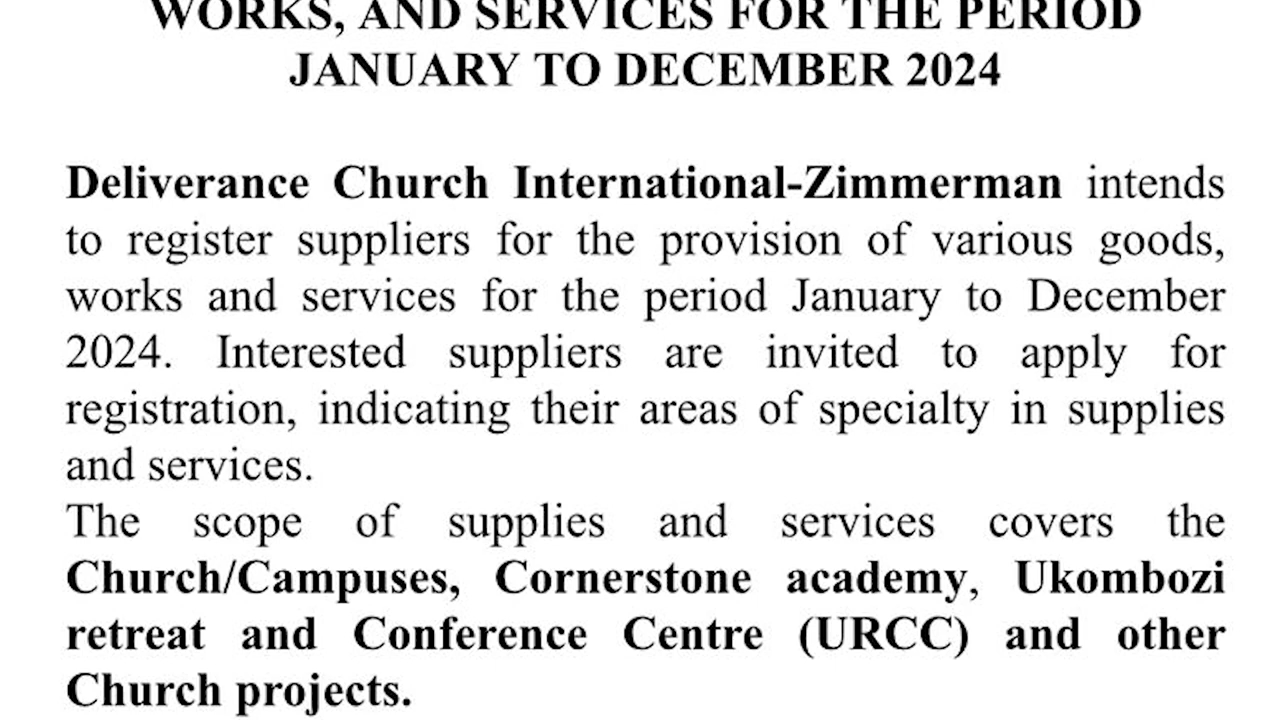 WORKS, AND SERVICES FOR THE PERIOD
JANUARY TO DECEMBER 2024
Deliverance Church International-Zimmerman intends
to register suppliers for the provision of various goods,
works and services for the period January to December
2024. Interested suppliers are invited to apply for
registration, indicating their areas of specialty in supplies
and services.
The scope of supplies and services covers the
Church/Campuses, Cornerstone academy, Ukombozi
retreat and Conference Centre (URCC) and other
Church projects.